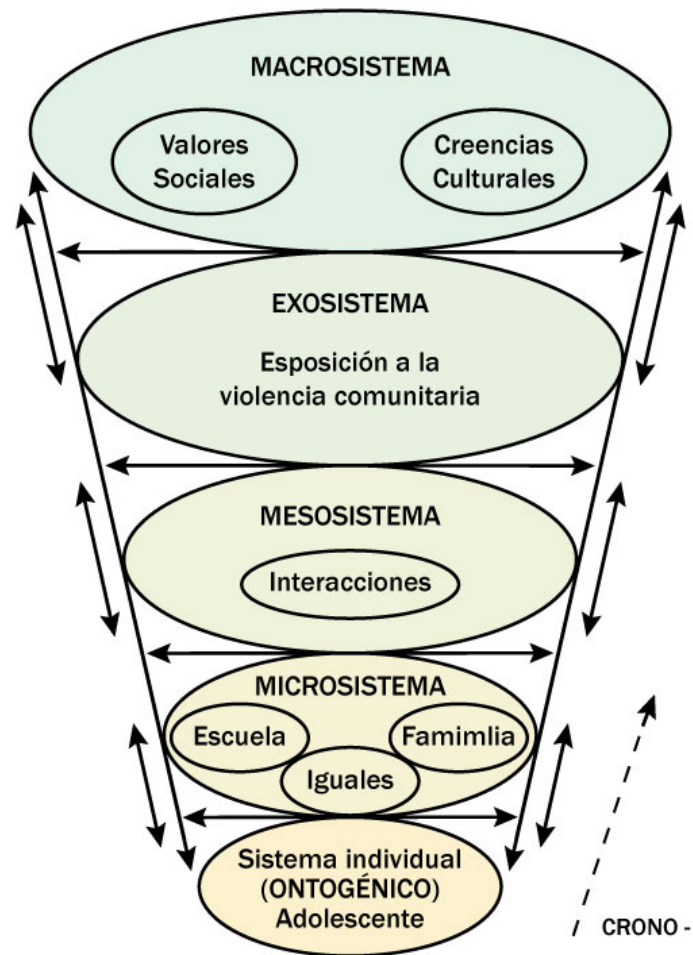 MACROSISTEMA
Valores
Sociales
Creencias
Culturales
EXOSISTEMA
Esposición a la
violencia comunitaria
MESOSISTEMA
Interacciones
MICROSISTEMA
Escuela
Famimlia
Iguales
Sistema individual
(ONTOGÉNICO)
Adolescente
CRONO -